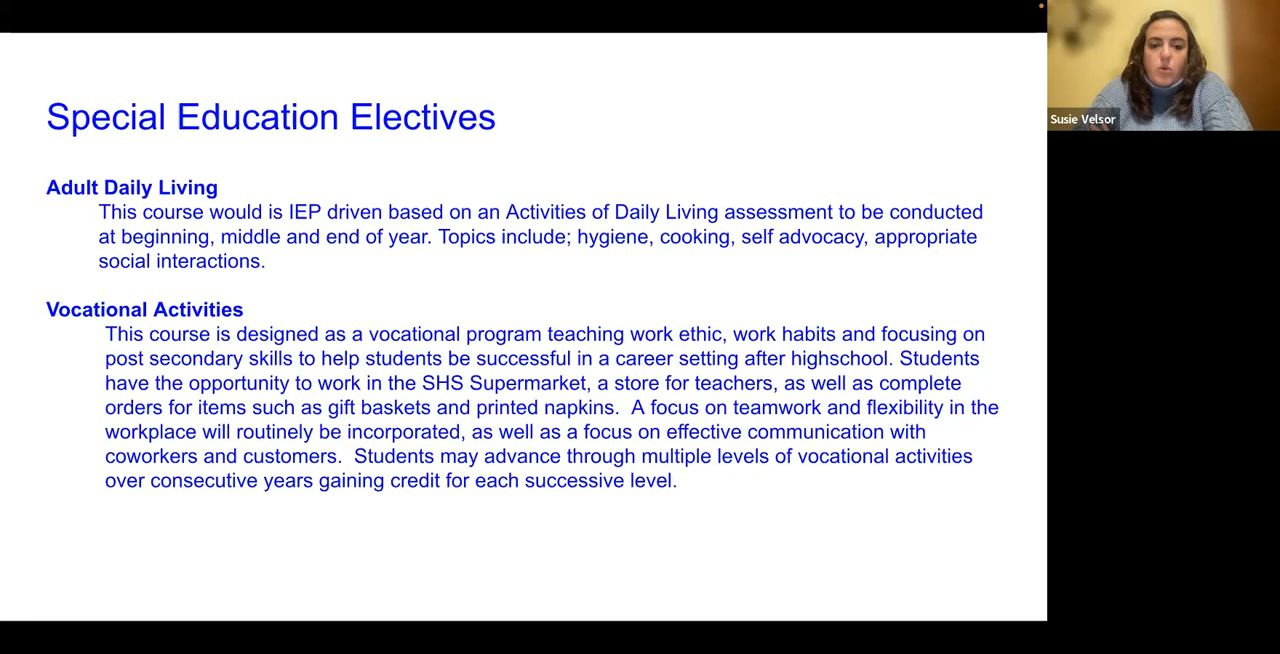 Special Education Electives
Adult Daily Living
This course would is IEP driven based on an Activities of Daily Living assessment to be conducted
at beginning, middle and end of year. Topics include; hygiene, cooking, self advocacy, appropriate
social interactions.
Vocational Activities
This course is designed as a vocational program teaching work ethic, work habits and focusing on
post secondary skills to help students be successful in a career setting after highschool. Students
have the opportunity to work in the SHS Supermarket, a store for teachers, as well as complete
orders for items such as gift baskets and printed napkins.  A focus on teamwork and flexibility in the
workplace will routinely be incorporated, as well as a focus on effective communication with
coworkers and customers.  Students may advance through multiple levels of vocational activities
over consecutive years gaining credit for each successive level.
Susie Velsor